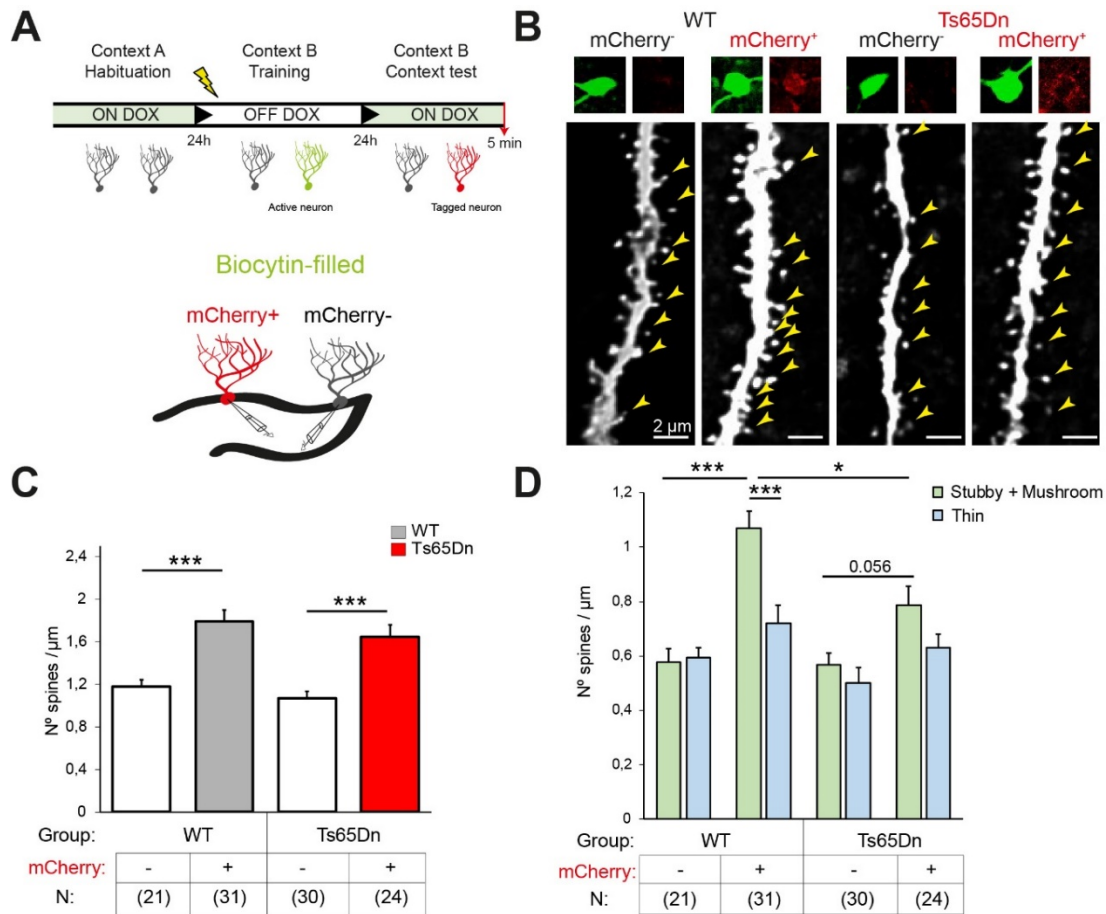 A
Context A
Habituation
Context B
Training
Context B
Context test
ON DOX
OFF DOX
ON DOX
24h
24h
5 min
Active neuron
Tagged neuron
Biocytin-filled
mCherry+ mCherry-
B
WT
Ts65Dn
mCherry- mCherry+ mCherry- mCherry+
2 µm
C
WT
Ts65Dn
Nº spines / µm
2,4
2
1,6
1,2
0,8
0,4
0
***
***
Group: WT Ts65Dn
mCherry: - + - +
N: (21) (31) (30) (24)
D
Stubby + Mushroom
Thin
Nº spines / µm
1,2
1
0,8
0,6
0,4
0,2
0
***
*
***
0.056
Group: WT Ts65Dn
mCherry: - + - +
N: (21) (31) (30) (24)